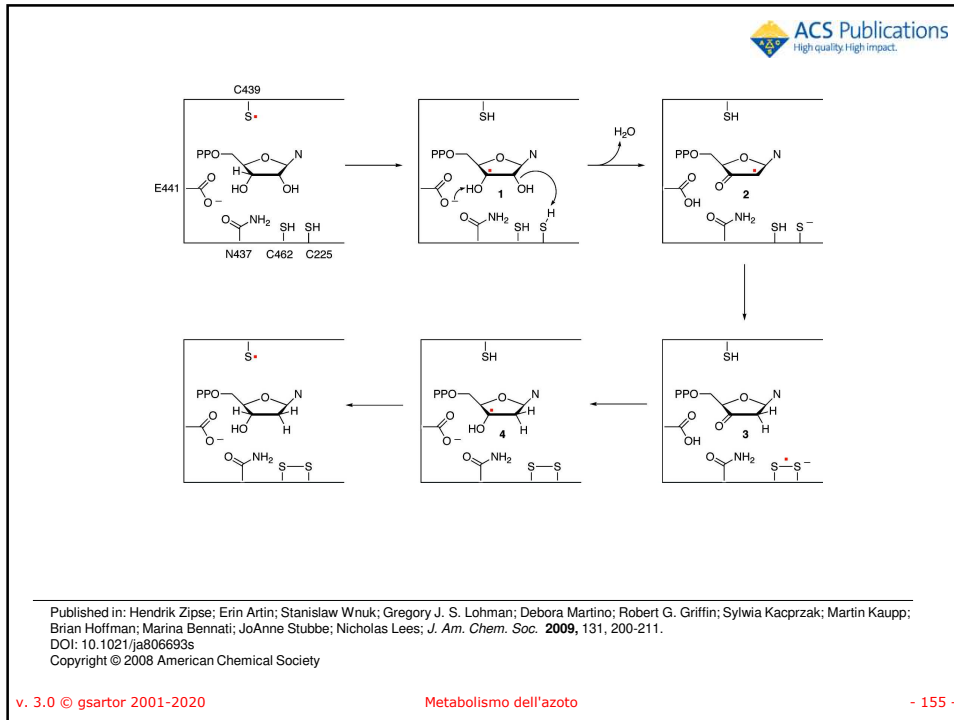 ACS Publications
High quality. High impact.
C439
S•
PPO
O
N
H
HO
OH
E441
O
O–
O
NH2
SH
SH
N437
C462
C225
SH
PPO
O
N
HO
OH
1
O
O–
O
NH2
SH
H
S
H2O
SH
PPO
O
N
O
2
O
OH
O
NH2
SH
S–
S•
PPO
O
N
H
H
HO
H
O
O–
O
NH2
S–S
SH
PPO
O
N
H
HO
4
H
O
O–
O
NH2
S–S
SH
PPO
O
N
H
O
3
H
O
OH
O
NH2
S•S–
Published in: Hendrik Zipse; Erin Artin; Stanislaw Wnuk; Gregory J. S. Lohman; Debora Martino; Robert G. Griffin; Sylwia Kacprzak; Martin Kaupp;
Brian Hoffman; Marina Bennati; JoAnne Stubbe; Nicholas Lees; J. Am. Chem. Soc. 2009, 131, 200-211.
DOI: 10.1021/ja806693s
Copyright © 2008 American Chemical Society
v. 3.0 © gsartor 2001-2020
Metabolismo dell'azoto
- 155 -